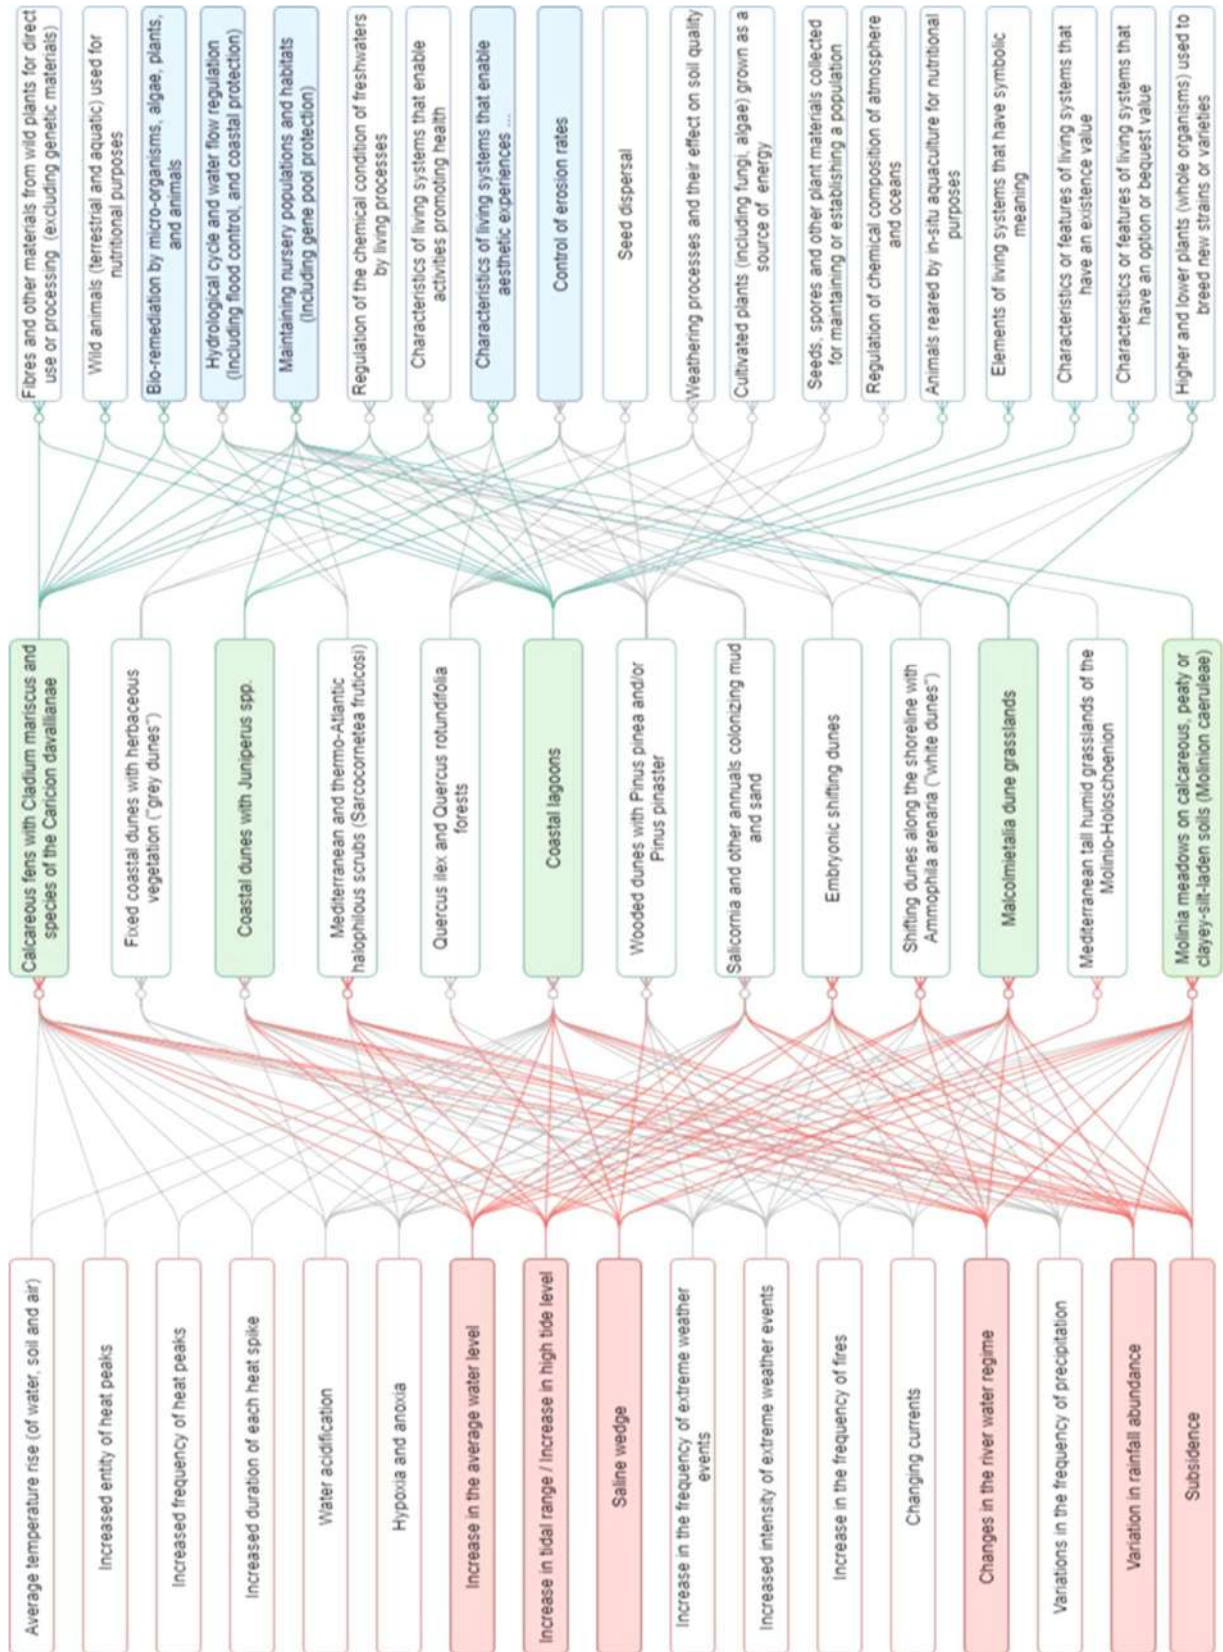 Average temperature rise (of water, soil and air)
Increased entity of heat peaks
Increased frequency of heat peaks
Increased duration of each heat spike
Water acidification
Hypoxia and anoxia
Increase in the average water level
Increase in tidal range / Increase in high tide level
Saline wedge
Increase in the frequency of extreme weather
events
Increased intensity of extreme weather events
Increase in the frequency of fires
Changing currents
Changes in the river water regime
Variations in the frequency of precipitation
Variation in rainfall abundance
Subsidence
Calcareous fens with Cladium mariscus and
species of the Caricion davallianae
Fixed coastal dunes with herbaceous
vegetation ("grey dunes")
Coastal dunes with Juniperus spp.
Mediterranean and thermo-Atlantic
halophilous scrubs (Sarcocornetea fruticosi)
Quercus ilex and Quercus rotundifolia
forests
Coastal lagoons
Wooded dunes with Pinus pinea and/or
Pinus pinaster
Salicornia and other annuals colonizing mud
and sand
Embryonic shifting dunes
Shifting dunes along the shoreline with
Ammophila arenaria ("white dunes")
Malcolmietalia dune grasslands
Mediterranean tall humid grasslands of the
Molinio-Holoschoenion
Molinia meadows on calcareous, peaty or
clayey-silt-laden soils (Molinion caeruleae)
Fibres and other materials from wild plants for direct
use or processing (excluding genetic materials)
Wild animals (terrestrial and aquatic) used for
nutritional purposes
Bio-remediation by micro-organisms, algae, plants,
and animals
Hydrological cycle and water flow regulation
(Including flood control, and coastal protection)
Maintaining nursery populations and habitats
(Including gene pool protection)
Regulation of the chemical condition of freshwaters
by living processes
Characteristics of living systems that enable
activities promoting health
Characteristics of living systems that enable
aesthetic experiences ...
Control of erosion rates
Seed dispersal
Weathering processes and their effect on soil quality
Cultivated plants (including fungi, algae) grown as a
source of energy
Seeds, spores and other plant materials collected
for maintaining or establishing a population
Regulation of chemical composition of atmosphere
and oceans
Animals reared by in-situ aquaculture for nutritional
purposes
Elements of living systems that have symbolic
meaning
Characteristics or features of living systems that
have an existence value
Characteristics or features of living systems that
have an option or bequest value
Higher and lower plants (whole organisms) used to
breed new strains or varieties